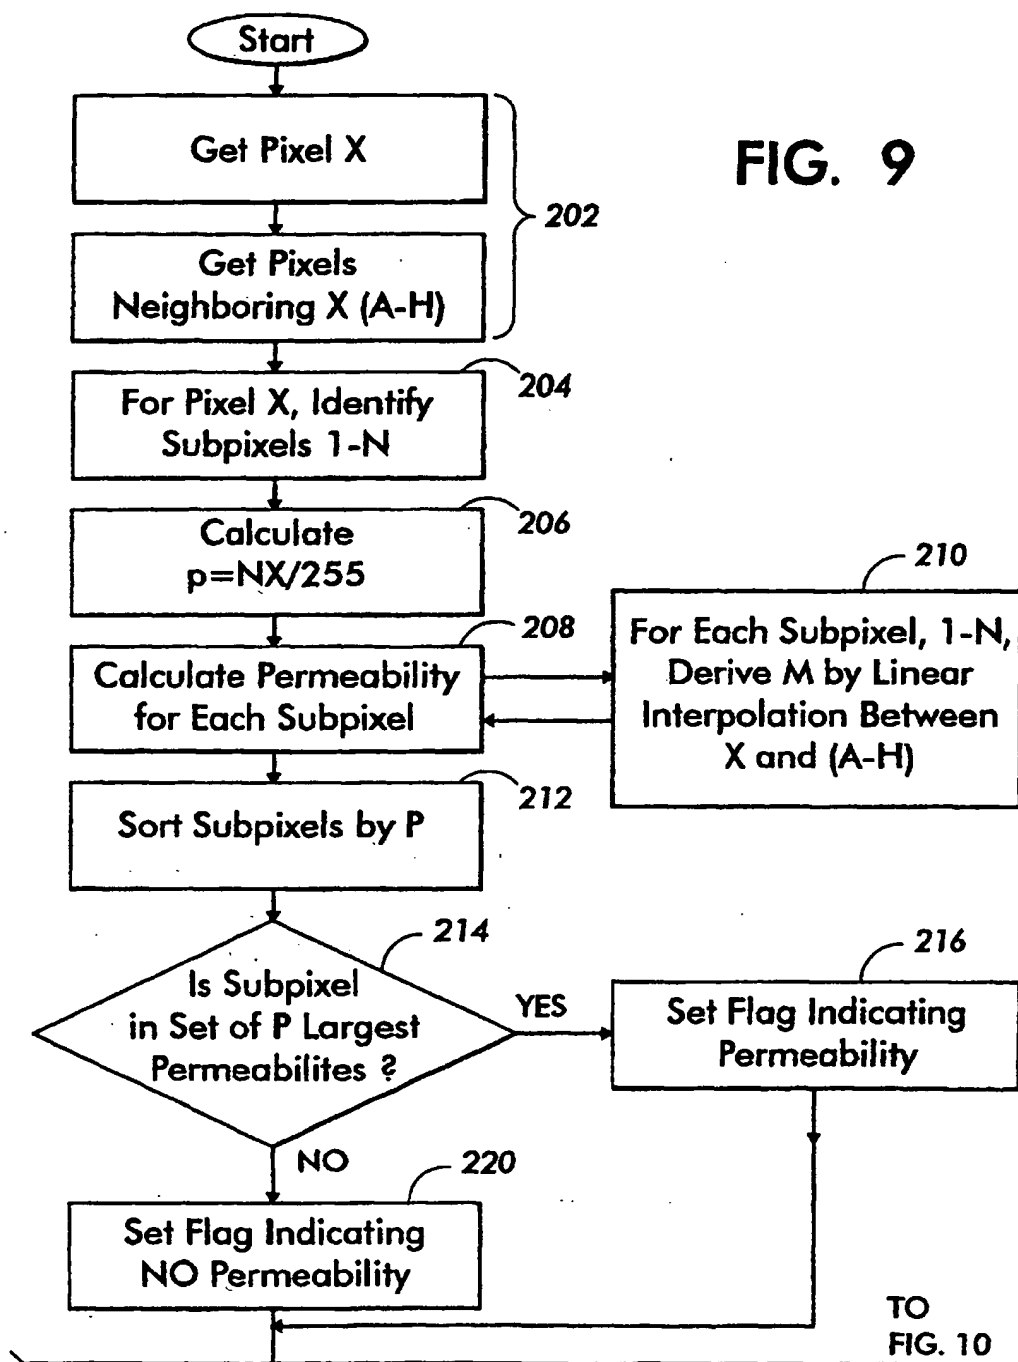 Start
FIG. 9
Get Pixel X
202
Get Pixels
Neighboring X (A-H)
204
For Pixel X, Identify
Subpixels 1-N
206
Calculate
p=NX/255
208
Calculate Permeability
for Each Subpixel
210
For Each Subpixel, 1-N,
Derive M by Linear
Interpolation Between
X and (A-H)
212
Sort Subpixels by P
214
Is Subpixel
in Set of P Largest
Permeabilites ?
YES
216
Set Flag Indicating
Permeability
NO
220
Set Flag Indicating
NO Permeability
TO
FIG. 10